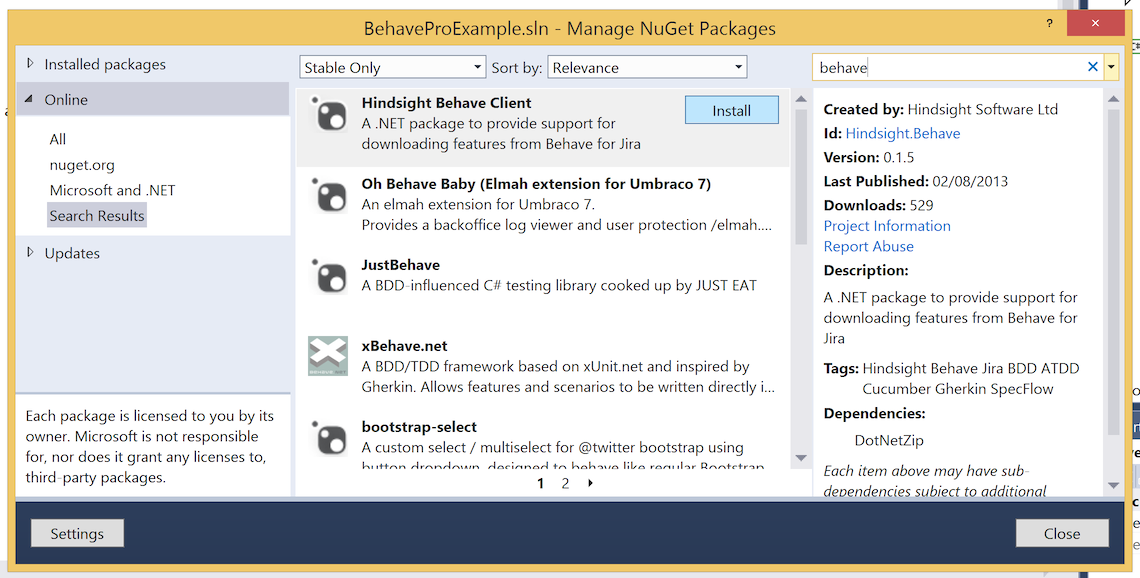 BehaveProExample.sln - Manage NuGet Packages
?
Installed packages
Online
All
nuget.org
Microsoft and .NET
Search Results
Updates
Each package is licensed to you by its
owner. Microsoft is not responsible
for, nor does it grant any licenses to,
third-party packages.
Stable Only
Sort by: Relevance
Hindsight Behave Client
Install
A .NET package to provide support for
downloading features from Behave for Jira
Oh Behave Baby (Elmah extension for Umbraco 7)
An elmah extension for Umbraco 7.
Provides a backoffice log viewer and user protection /elmah....
JustBehave
A BDD-influenced C# testing library cooked up by JUST EAT
xBehave.net
A BDD/TDD framework based on xUnit.net and inspired by
Gherkin. Allows features and scenarios to be written directly i...
bootstrap-select
A custom select / multiselect for @twitter bootstrap using
button dropdown, designed to behave like regular Bootstrap
1 2
behave
Created by: Hindsight Software Ltd
Id: Hindsight.Behave
Version: 0.1.5
Last Published: 02/08/2013
Downloads: 529
Project Information
Report Abuse
Description:
A .NET package to provide support for
downloading features from Behave for
Jira
Tags: Hindsight Behave Jira BDD ATDD
Cucumber Gherkin SpecFlow
Dependencies:
DotNetZip
Each item above may have sub-
dependencies subject to additional
Settings
Close